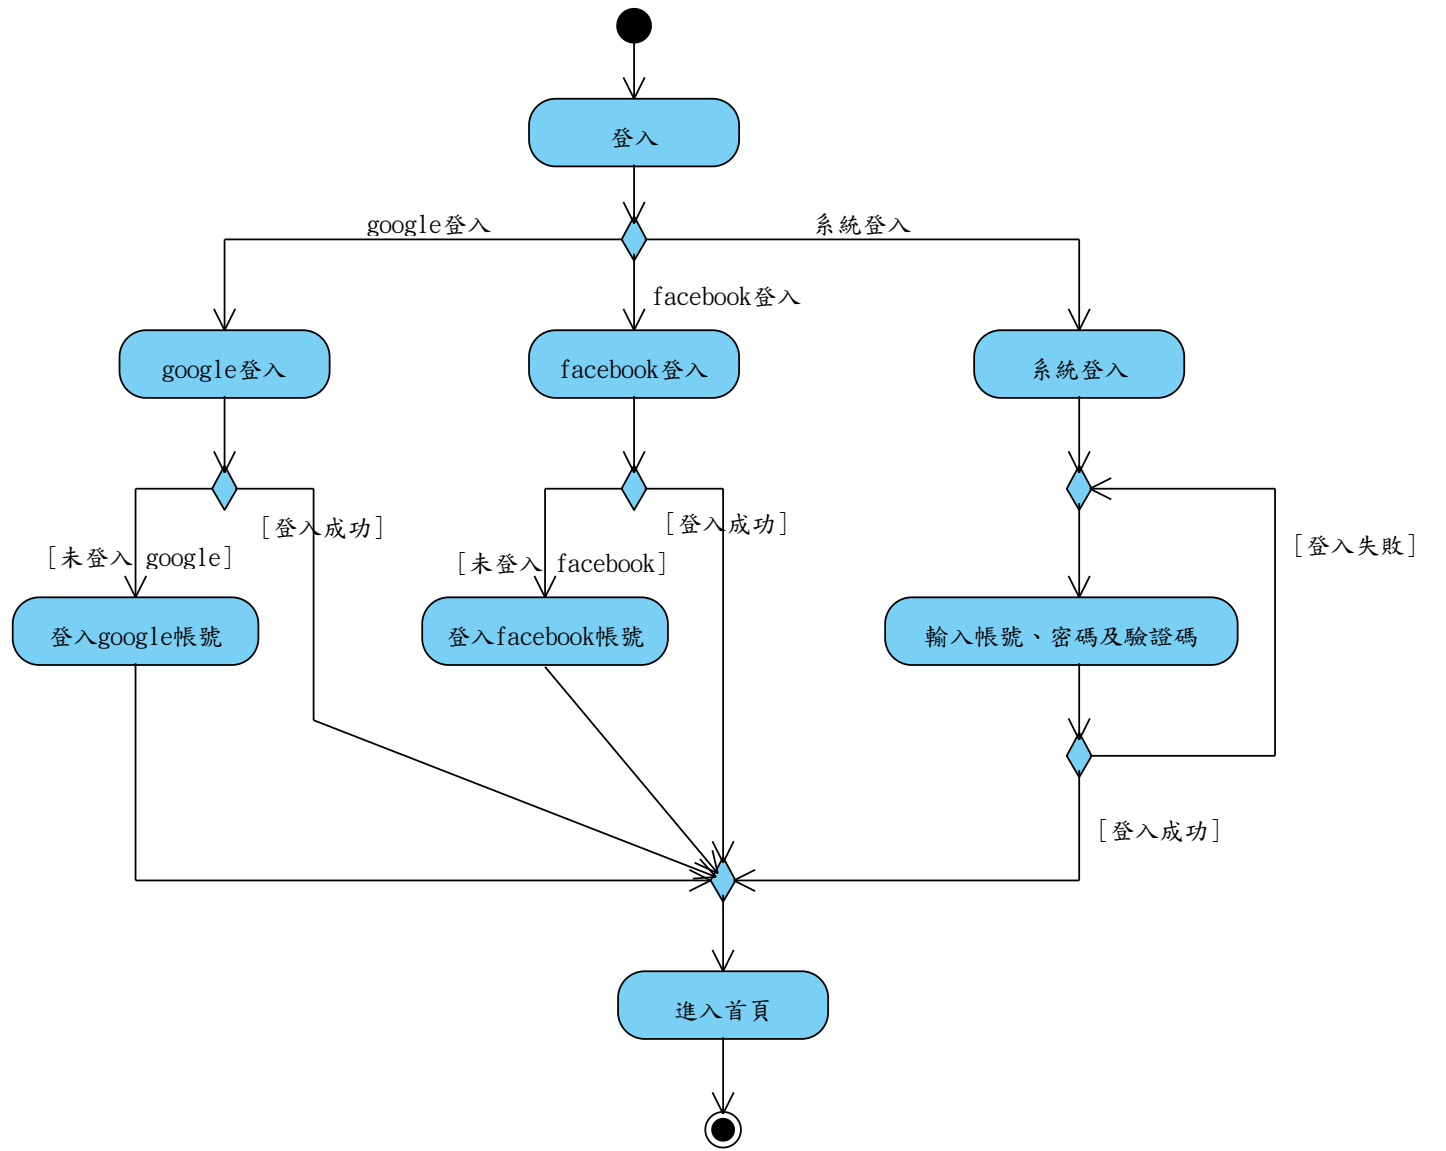 登入
google登入
系統登入
facebook登入
google登入
facebook登入
系統登入
[登入成功]
[登入成功]
[登入失敗]
[未登入 google]
[未登入 facebook]
登入google帳號
登入facebook帳號
輸入帳號、密碼及驗證碼
[登入成功]
進入首頁